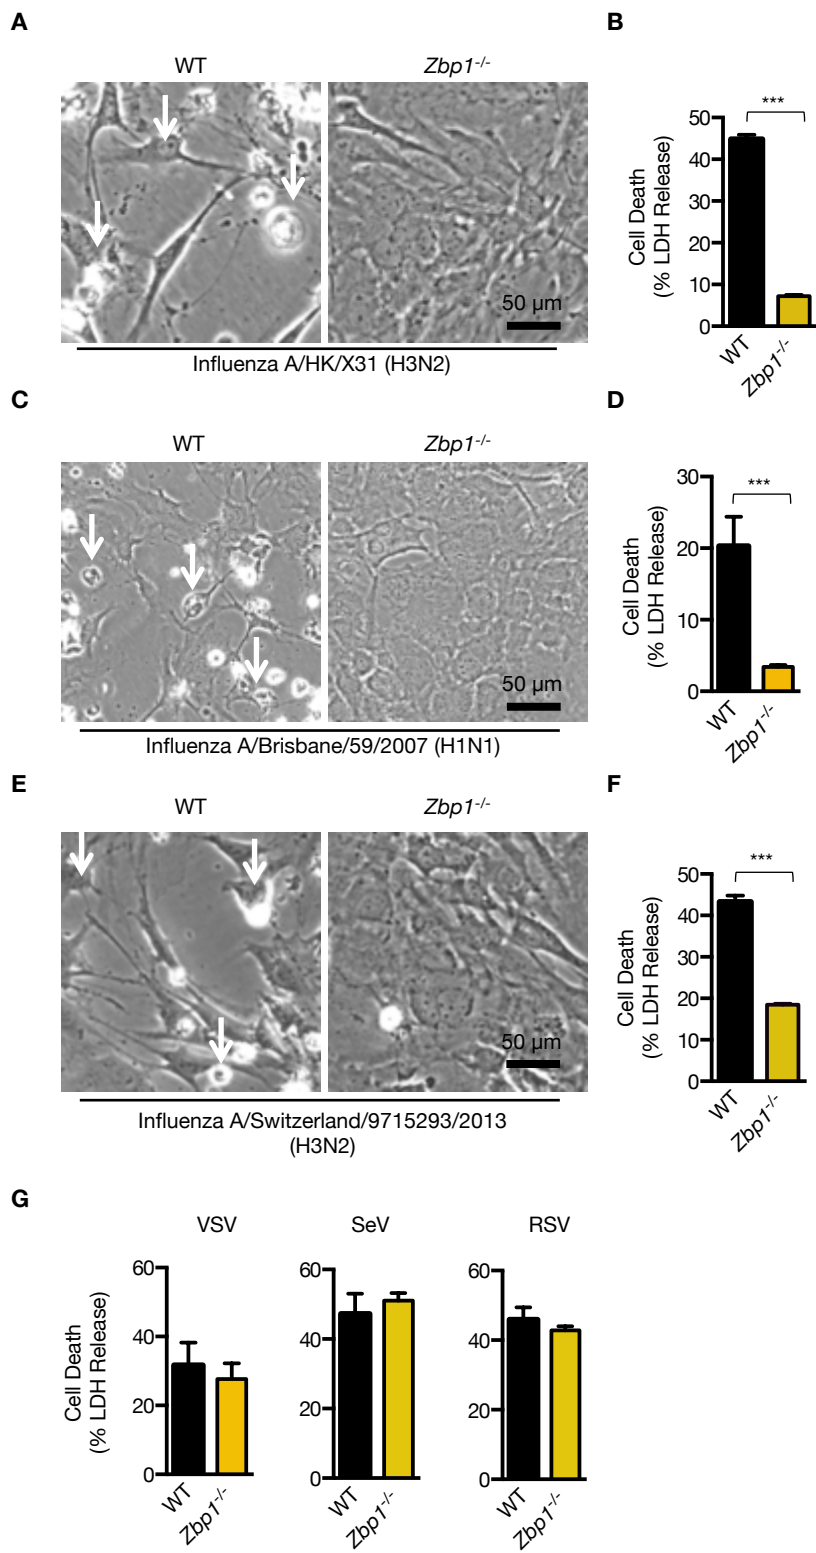 A
WT
Zbp1-/-
50 µm
Influenza A/HK/X31 (H3N2)
B
Cell Death
(% LDH Release)
50
40
30
20
10
0
***
WT
Zbp1-/-
C
WT
Zbp1-/-
50 µm
Influenza A/Brisbane/59/2007 (H1N1)
D
Cell Death
(% LDH Release)
30
20
10
0
***
WT
Zbp1-/-
E
WT
Zbp1-/-
50 µm
Influenza A/Switzerland/9715293/2013
(H3N2)
F
Cell Death
(% LDH Release)
50
40
30
20
10
0
***
WT
Zbp1-/-
G
VSV
Cell Death
(% LDH Release)
60
40
20
0
WT
Zbp1-/-
SeV
60
40
20
0
WT
Zbp1-/-
RSV
60
40
20
0
WT
Zbp1-/-